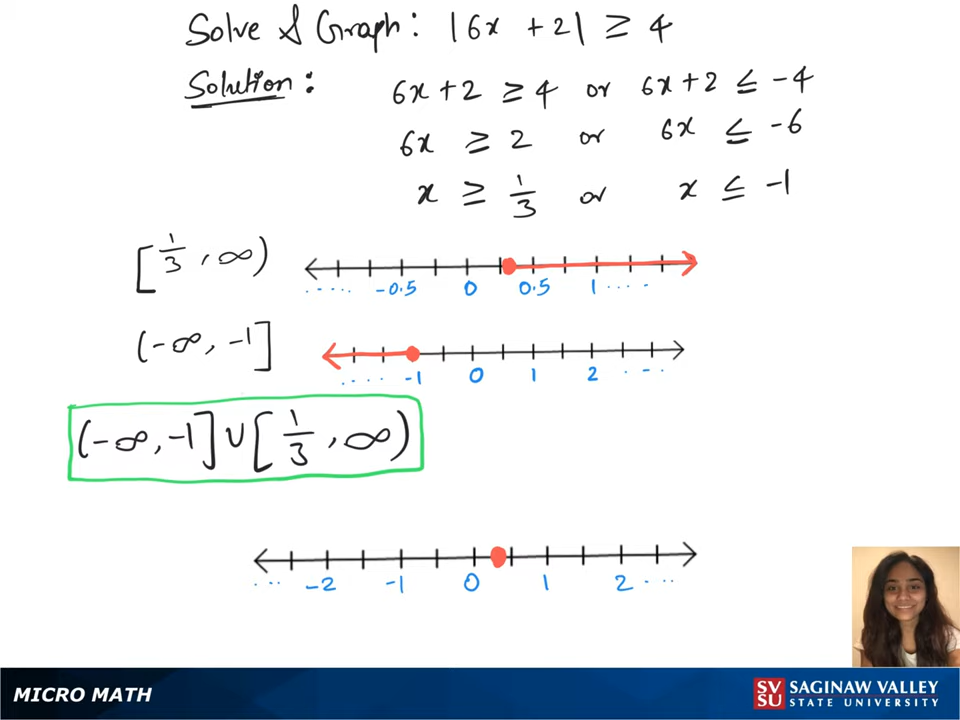 Solve & Graph: |6x + 2| ≥ 4
Solution:
6x + 2 ≥ 4 or 6x + 2 ≤ -4
6x ≥ 2 or 6x ≤ -6
x ≥ 1/3 or x ≤ -1
[1/3, ∞)
..... -0.5 0 0.5 1 .....
(-∞, -1]
..... -1 0 1 2 .....
(-∞, -1] ∪ [1/3, ∞)
... -2 -1 0 1 2 ...
MICRO MATH
SVSU SAGINAW VALLEY
STATE UNIVERSITY